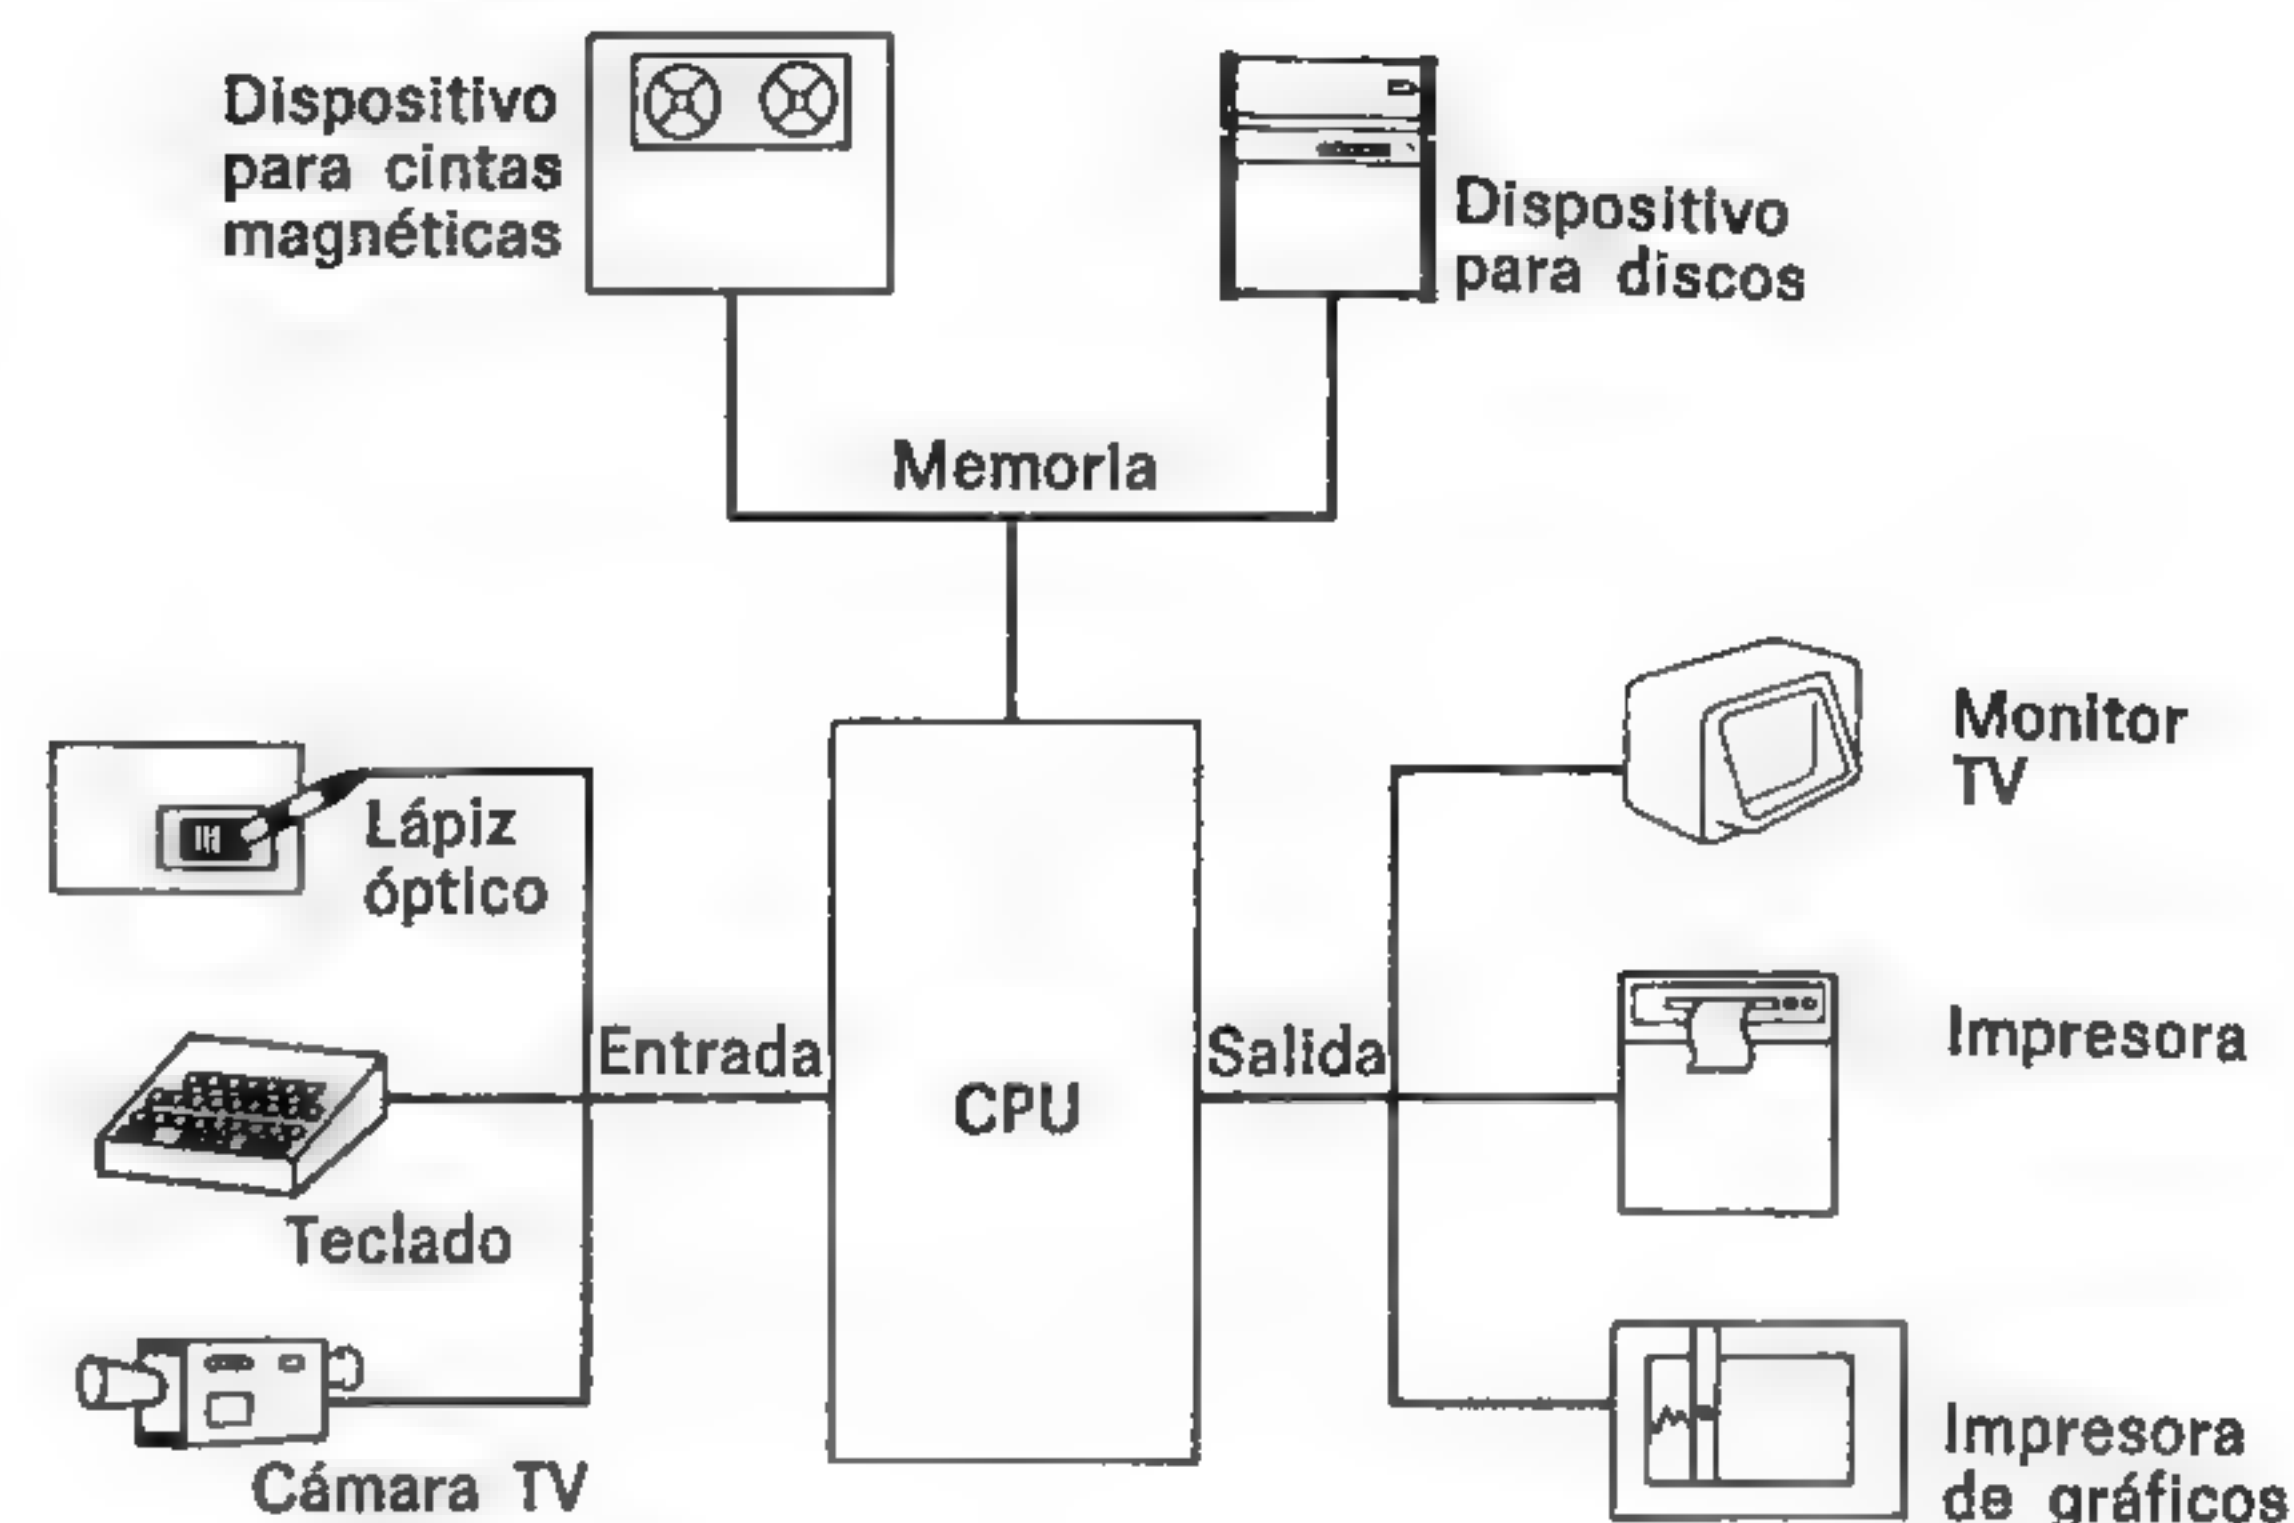 Dispositivo
para cintas
magnéticas
Dispositivo
para discos
Memoria
Lápiz
óptico
Monitor
TV
Entrada
CPU
Salida
Impresora
Teclado
Cámara TV
Impresora
de gráficos